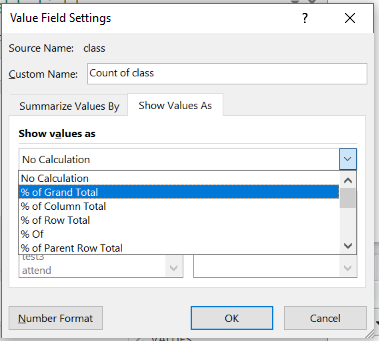 Value Field Settings
? ×
Source Name: class
Custom Name: Count of class
Summarize Values By
Show Values As
Show values as
No Calculation
No Calculation
% of Grand Total
% of Column Total
% of Row Total
% Of
% of Parent Row Total
test3
attend
Number Format
OK
Cancel
VALUES